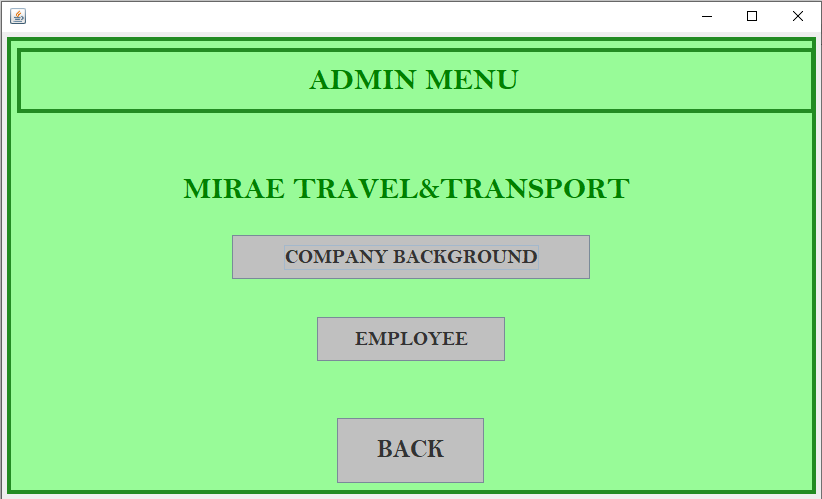 ADMIN MENU
MIRAE TRAVEL&TRANSPORT
COMPANY BACKGROUND
EMPLOYEE
BACK